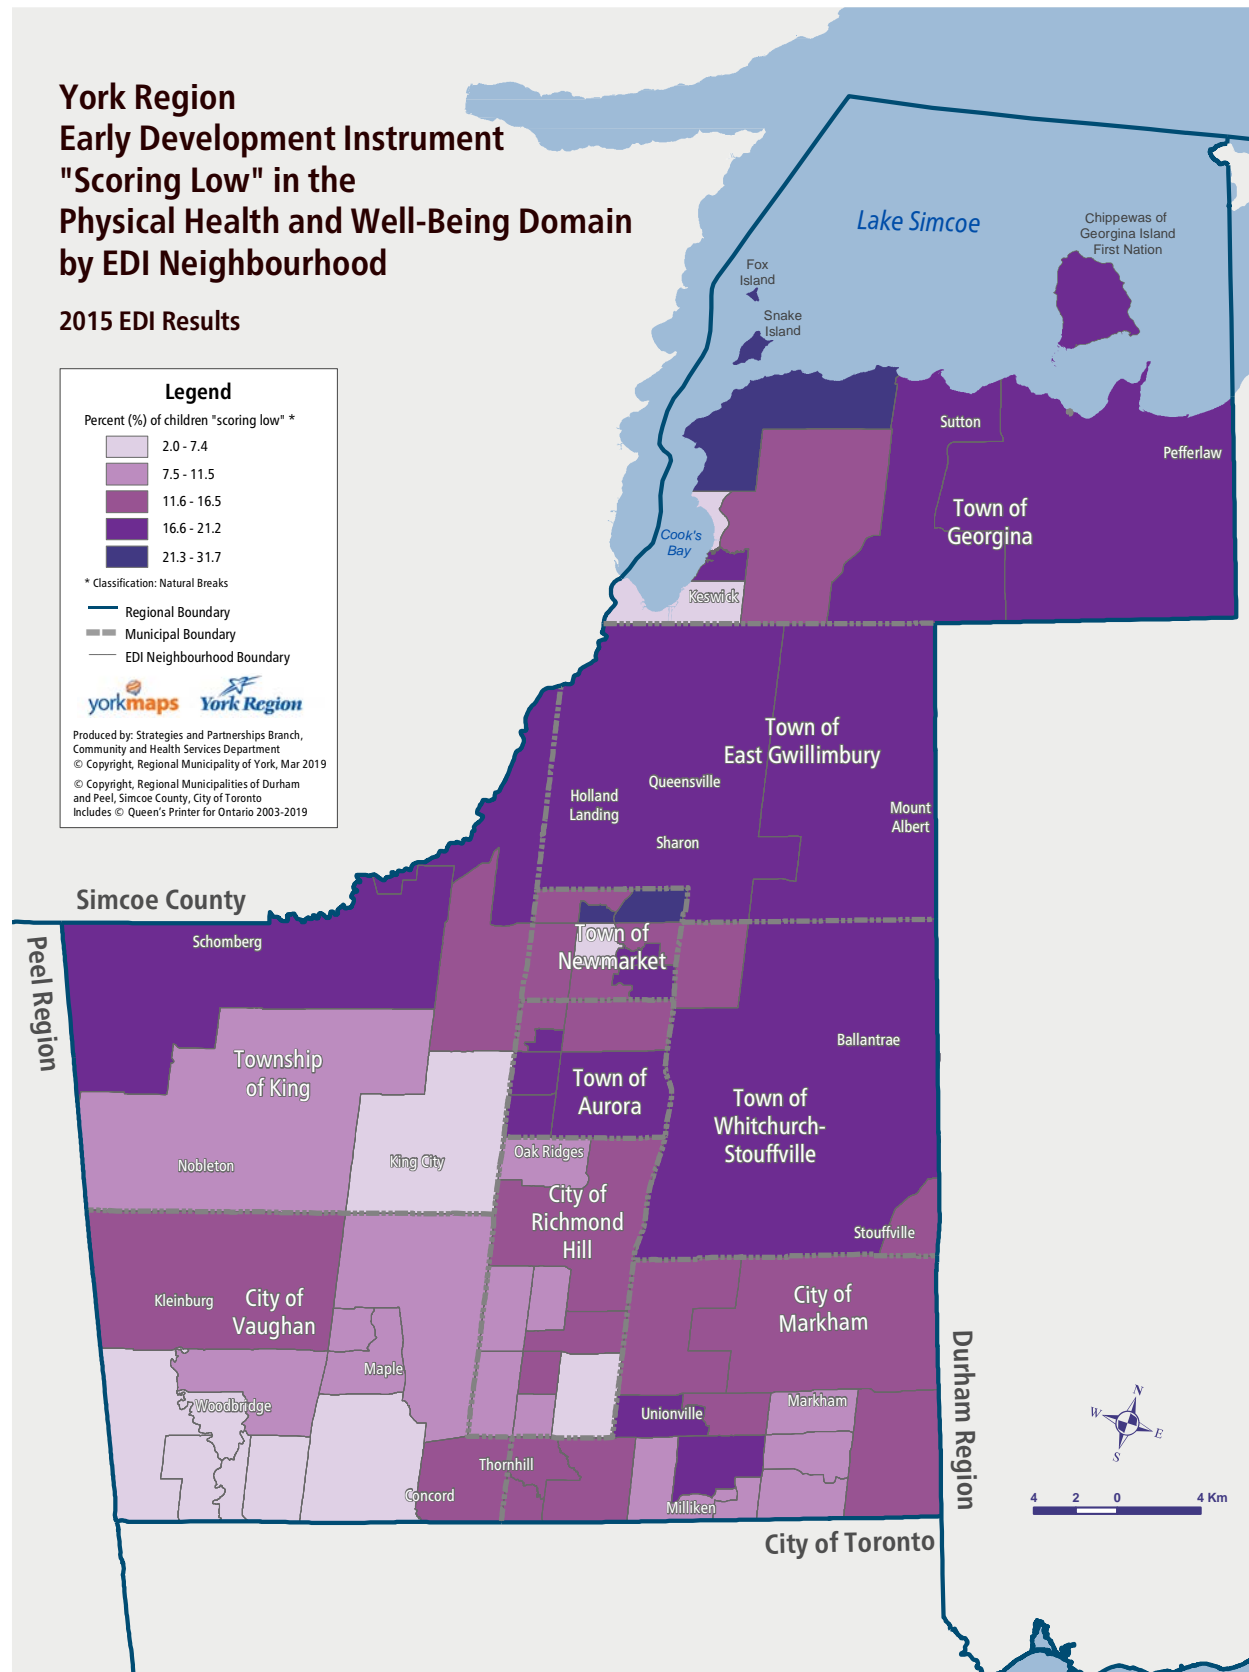 York Region
Early Development Instrument
"Scoring Low" in the
Physical Health and Well-Being Domain
by EDI Neighbourhood
2015 EDI Results
Legend
Percent (%) of children "scoring low" *
2.0 - 7.4
7.5 - 11.5
11.6 - 16.5
16.6 - 21.2
21.3 - 31.7
* Classification: Natural Breaks
Regional Boundary
Municipal Boundary
EDI Neighbourhood Boundary
yorkmaps
York Region
Produced by: Strategies and Partnerships Branch,
Community and Health Services Department
© Copyright, Regional Municipality of York, Mar 2019
© Copyright, Regional Municipalities of Durham
and Peel, Simcoe County, City of Toronto
Includes © Queen's Printer for Ontario 2003-2019
Lake Simcoe
Chippewas of
Georgina Island
First Nation
Fox
Island
Snake
Island
Sutton
Pefferlaw
Town of
Georgina
Cook's
Bay
Keswick
Town of
East Gwillimbury
Queensville
Holland
Landing
Mount
Albert
Sharon
Simcoe County
Peel Region
Schomberg
Town of
Newmarket
Ballantrae
Township
of King
Town of
Aurora
Town of
Whitchurch-
Stouffville
Nobleton
King City
Oak Ridges
City of
Richmond
Hill
Stouffville
Kleinburg
City of
Vaughan
City of
Markham
Maple
Woodbridge
Unionville
Markham
Thornhill
Concord
Milliken
Durham Region
City of Toronto
N
W
E
S
4 2 0 4 Km